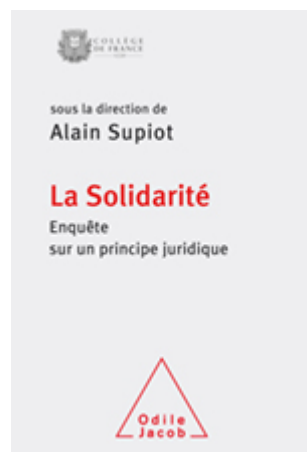 COLLÈGE
DE FRANCE
sous la direction de
Alain Supiot
La Solidarité
Enquête
sur un principe juridique
Odile
Jacob